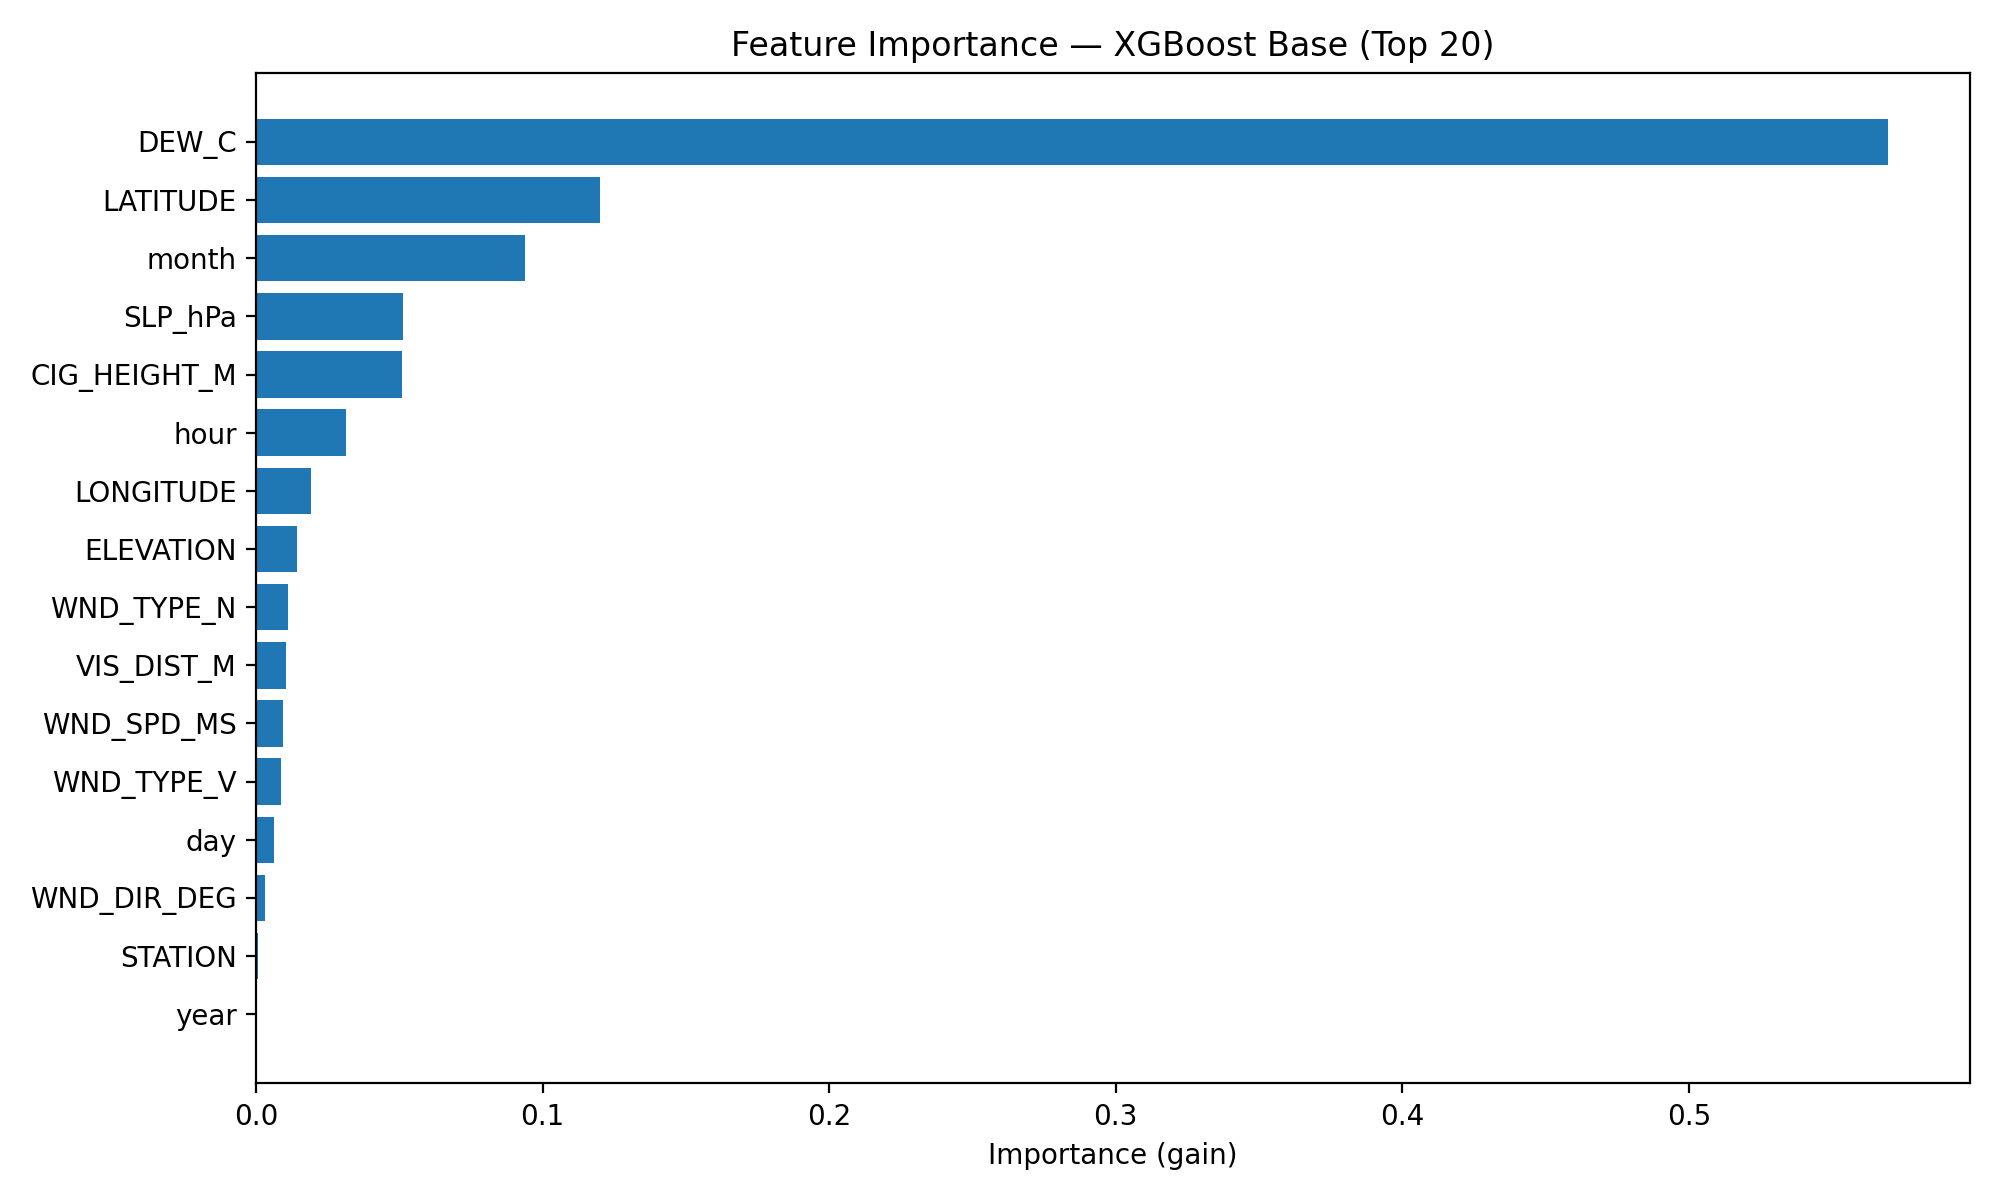 Feature Importance — XGBoost Base (Top 20)
DEW_C
LATITUDE
month
SLP_hPa
CIG_HEIGHT_M
hour
LONGITUDE
ELEVATION
WND_TYPE_N
VIS_DIST_M
WND_SPD_MS
WND_TYPE_V
day
WND_DIR_DEG
STATION
year
0.0 0.1 0.2 0.3 0.4 0.5
Importance (gain)